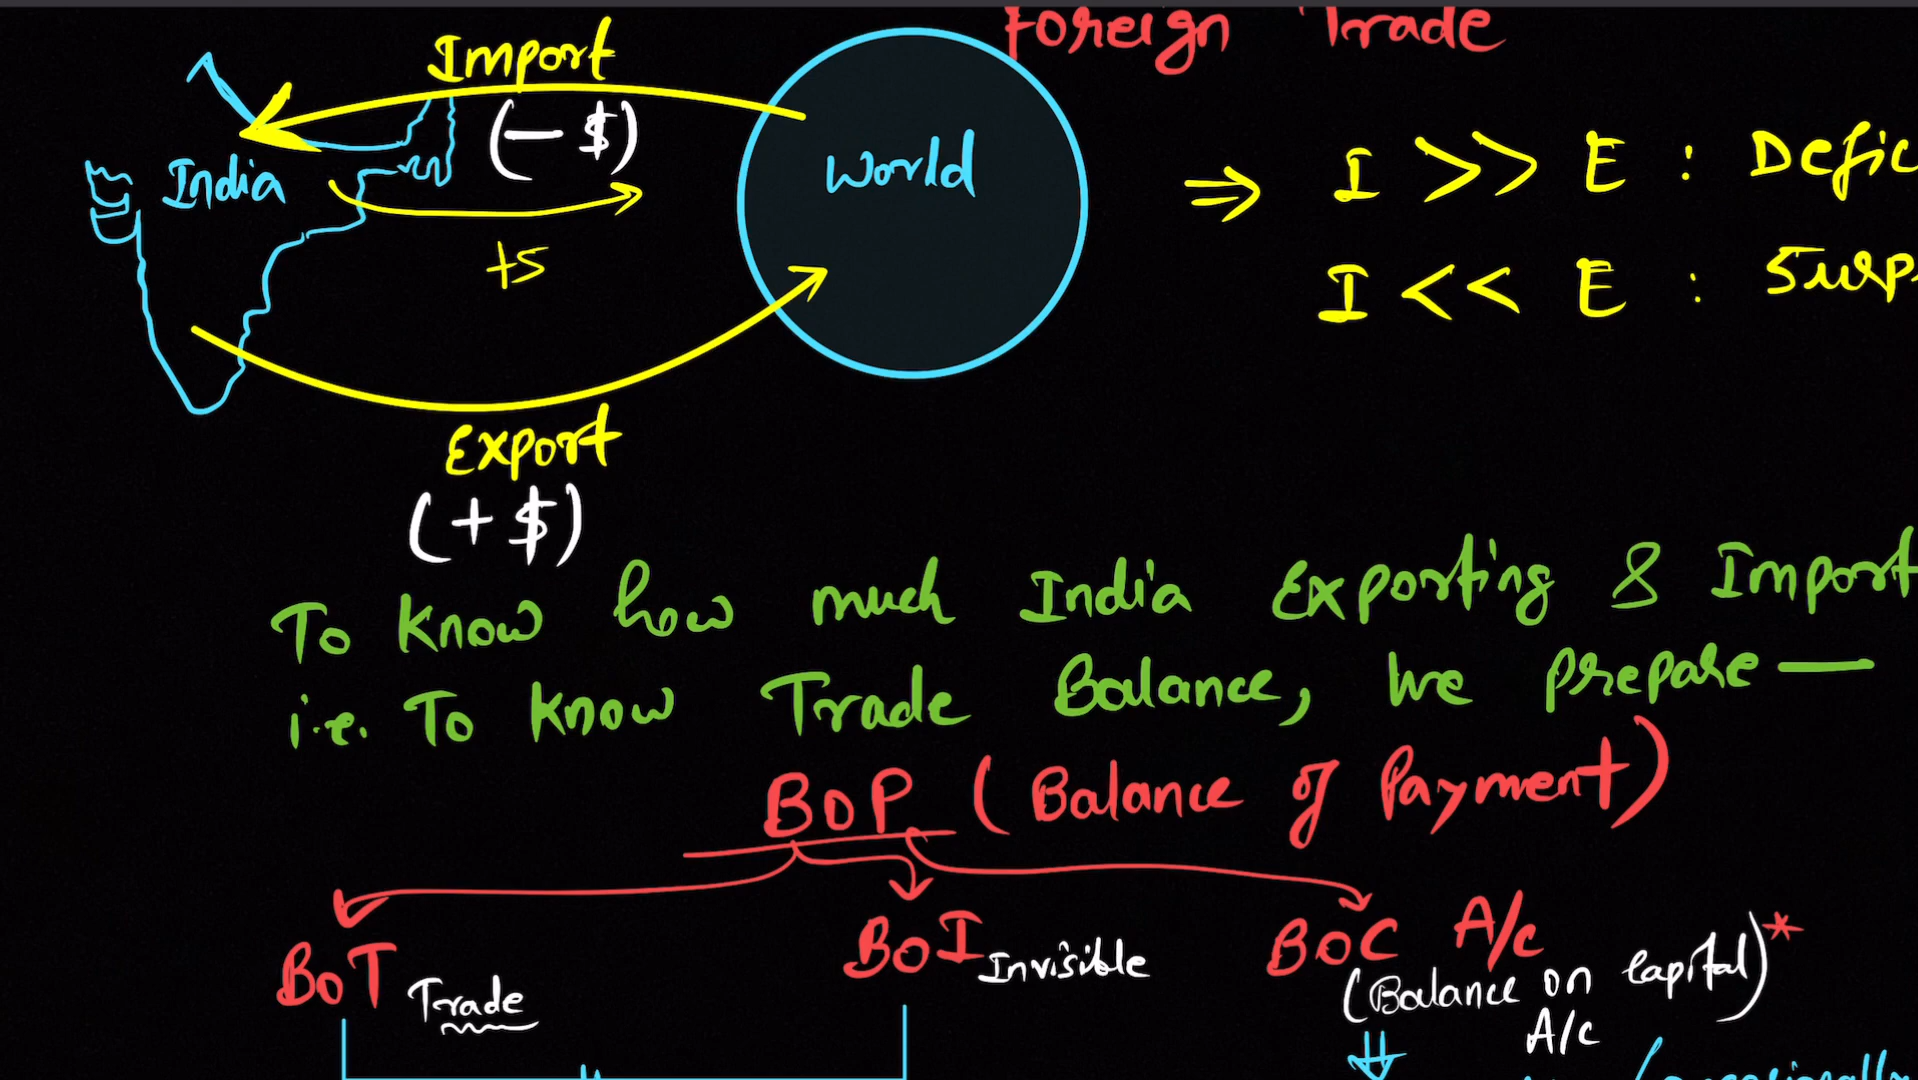 Foreign Trade
Import
(- $)
India
World
+5
⇒ I >> E : Defic
I << E : Surp
Export
(+ $)
To Know how much India Exporting & Import
i.e. To Know Trade Balance, We prepare —
BOP (Balance of Payment)
BoT Trade
BoI Invisible
BOC A/c
(Balance on Capital)*
A/c